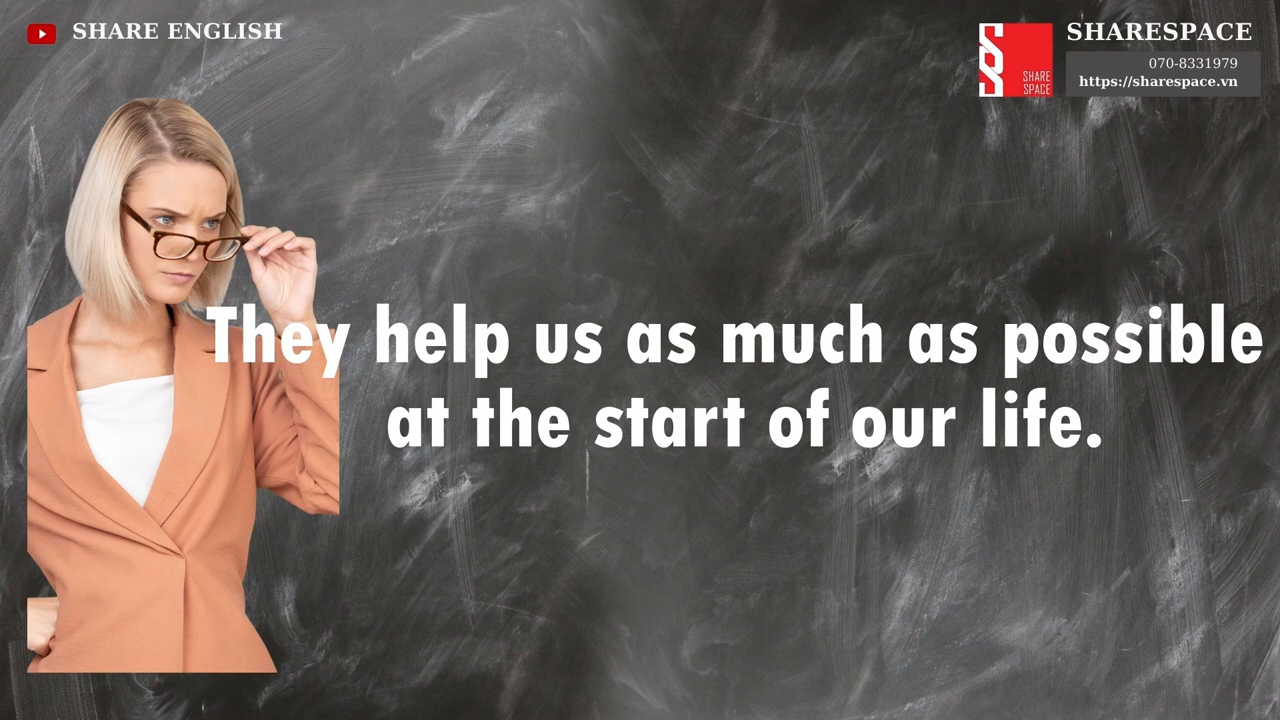 SHARE ENGLISH
SHARESPACE
070-8331979
https://sharespace.vn
SHARE
SPACE
They help us as much as possible
at the start of our life.